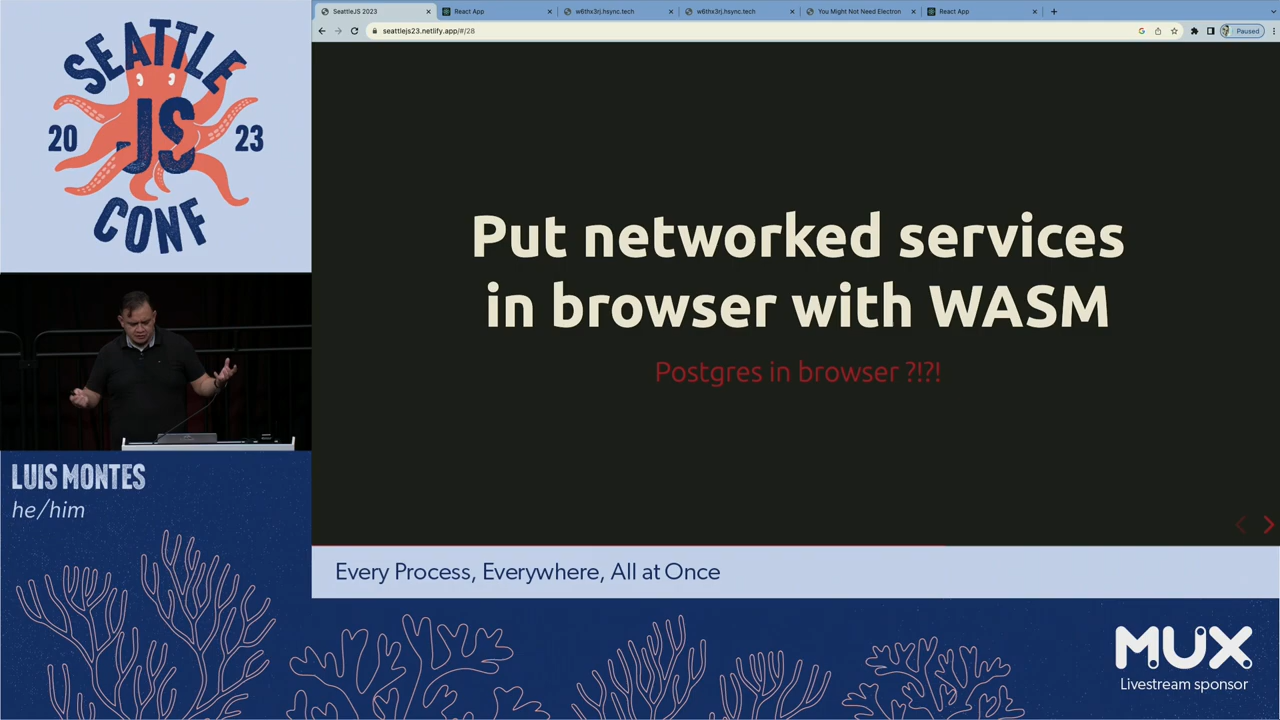 SEATTLE
JS
20 23
CONF
SeattleJS 2023
React App
w6thx3rj.hsync.tech
w6thx3rj.hsync.tech
You Might Not Need Electron
React App
seattlejs23.netlify.app/#/28
Paused
Put networked services
in browser with WASM
Postgres in browser ?!?!
LUIS MONTES
he/him
Every Process, Everywhere, All at Once
MUX
Livestream sponsor